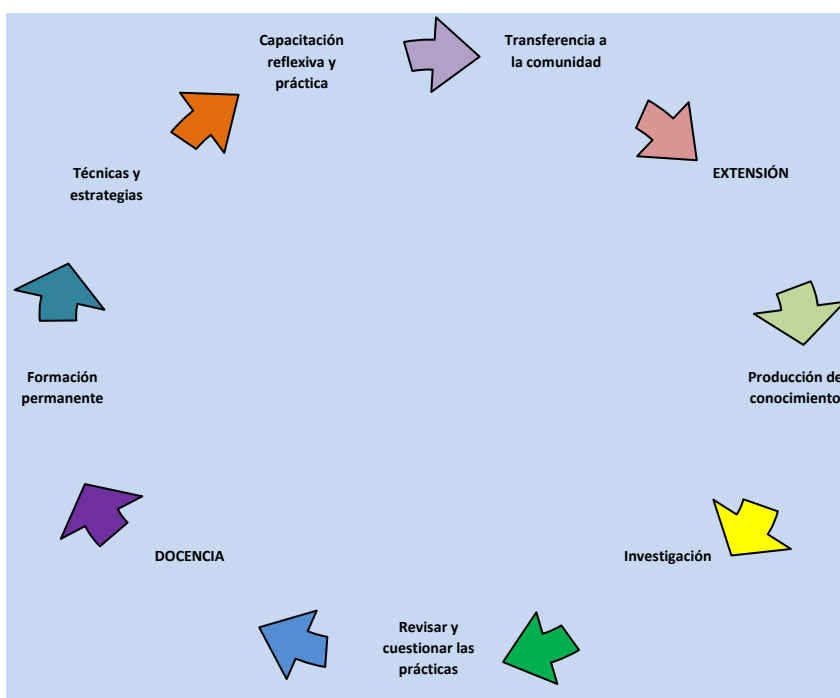 Capacitación
reflexiva y
práctica
Transferencia a
la comunidad
EXTENSIÓN
Producción de
conocimiento
Investigación
Revisar y
cuestionar las
prácticas
DOCENCIA
Formación
permanente
Técnicas y
estrategias